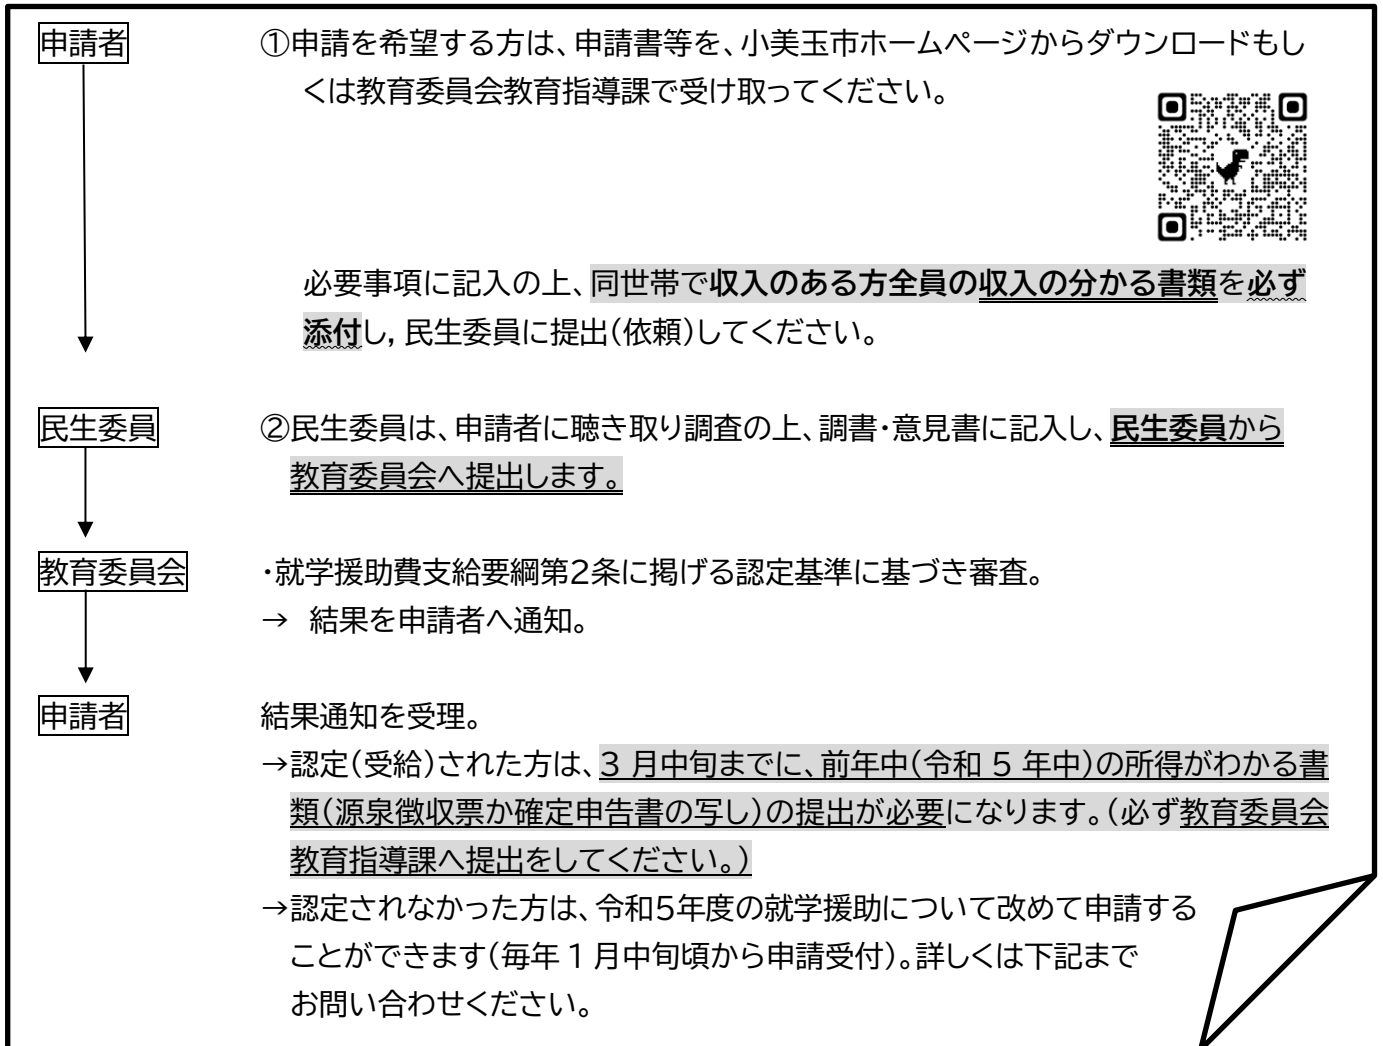 申請者
①申請を希望する方は、申請書等を、小美玉市ホームページからダウンロードもし
くは教育委員会教育指導課で受け取ってください。
必要事項に記入の上、同世帯で収入のある方全員の収入の分かる書類を必ず
添付し，民生委員に提出（依頼）してください。
民生委員
②民生委員は、申請者に聴き取り調査の上、調書・意見書に記入し、民生委員から
教育委員会へ提出します。
教育委員会
・就学援助費支給要綱第２条に掲げる認定基準に基づき審査。
→　結果を申請者へ通知。
申請者
結果通知を受理。
→認定（受給）された方は、3 月中旬までに、前年中（令和 5 年中）の所得がわかる書
類（源泉徴収票か確定申告書の写し）の提出が必要になります。（必ず教育委員会
教育指導課へ提出をしてください。）
→認定されなかった方は、令和５年度の就学援助について改めて申請する
ことができます（毎年 1 月中旬頃から申請受付）。詳しくは下記まで
お問い合わせください。